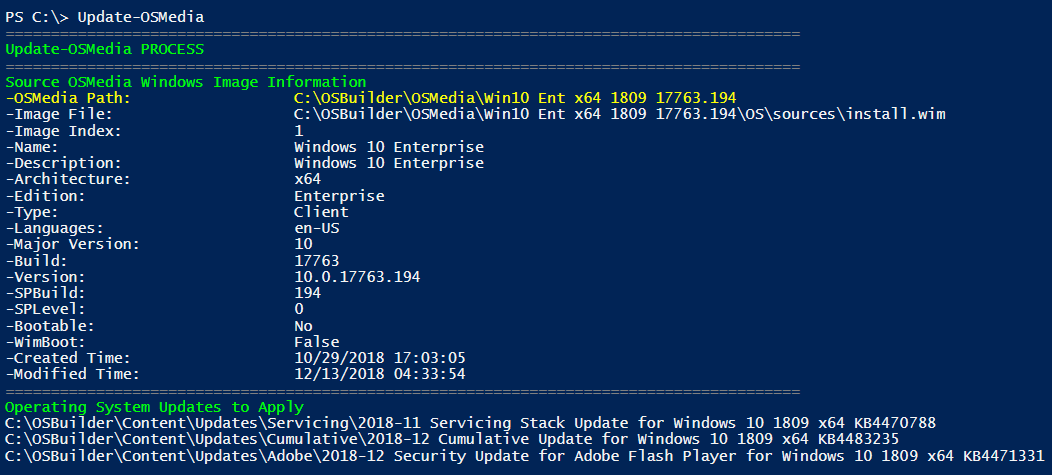 PS C:\> Update-OSMedia
========================================================================================
Update-OSMedia PROCESS
========================================================================================
Source OSMedia Windows Image Information
-OSMedia Path: C:\OSBuilder\OSMedia\Win10 Ent x64 1809 17763.194
-Image File: C:\OSBuilder\OSMedia\Win10 Ent x64 1809 17763.194\OS\sources\install.wim
-Image Index: 1
-Name: Windows 10 Enterprise
-Description: Windows 10 Enterprise
-Architecture: x64
-Edition: Enterprise
-Type: Client
-Languages: en-US
-Major Version: 10
-Build: 17763
-Version: 10.0.17763.194
-SPBuild: 194
-SPLevel: 0
-Bootable: No
-WimBoot: False
-Created Time: 10/29/2018 17:03:05
-Modified Time: 12/13/2018 04:33:54
========================================================================================
Operating System Updates to Apply
C:\OSBuilder\Content\Updates\Servicing\2018-11 Servicing Stack Update for Windows 10 1809 x64 KB4470788
C:\OSBuilder\Content\Updates\Cumulative\2018-12 Cumulative Update for Windows 10 1809 x64 KB4483235
C:\OSBuilder\Content\Updates\Adobe\2018-12 Security Update for Adobe Flash Player for Windows 10 1809 x64 KB4471331